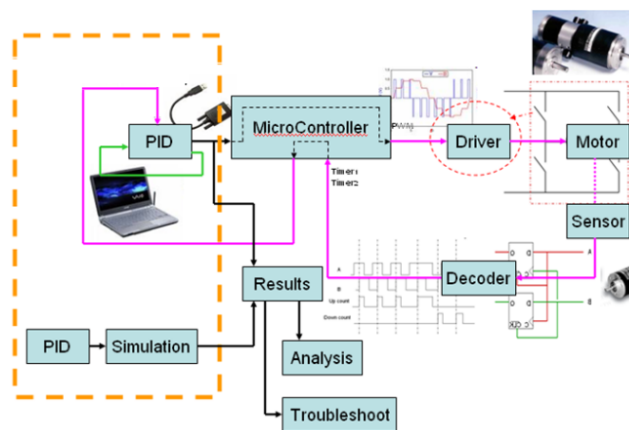 PID
MicroController
PWM
Driver
Motor
Timer1
Timer2
Sensor
Results
A
B
Up count
Down count
Decoder
A
B
PID
Simulation
Analysis
Troubleshoot